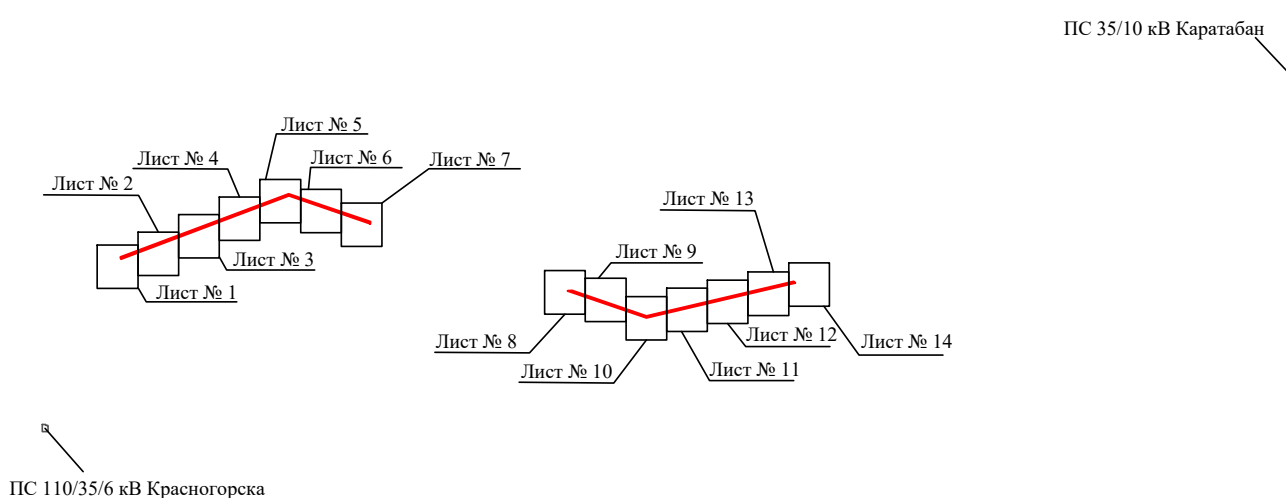 ПС 35/10 кВ Каратабан
Лист № 5
Лист № 4
Лист № 6
Лист № 7
Лист № 2
Лист № 13
Лист № 9
Лист № 3
Лист № 1
Лист № 12
Лист № 8
Лист № 14
Лист № 10
Лист № 11
ПС 110/35/6 кВ Красногорска